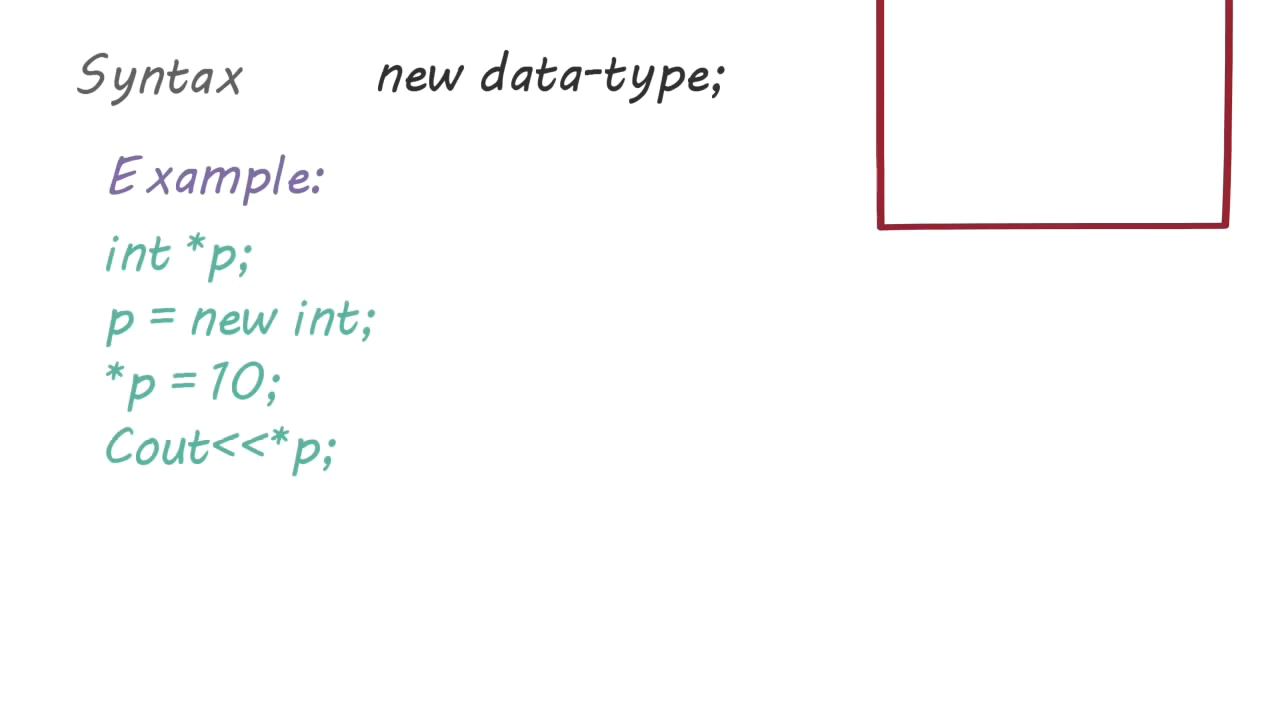 Syntax new data-type;
Example:
int *p;
p = new int;
*p = 10;
Cout<<*p;